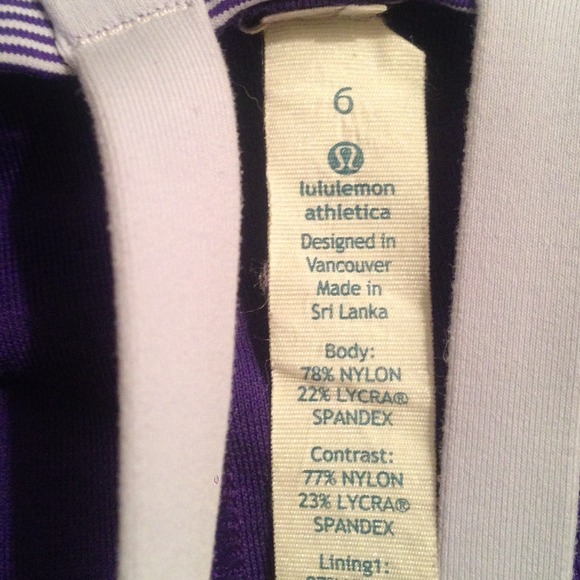 6
lululemon
athletica
Designed in
Vancouver
Made in
Sri Lanka
Body:
78% NYLON
22% LYCRA®
SPANDEX
Contrast:
77% NYLON
23% LYCRA®
SPANDEX
Lining1: